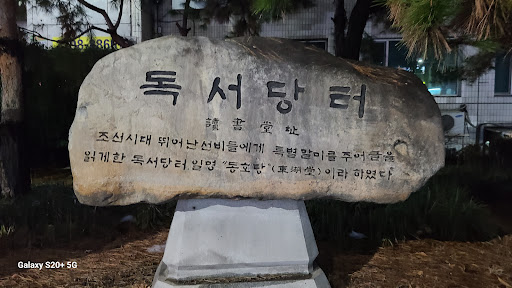 독서당터
讀書堂址
조선시대 뛰어난선비들에게 특별말미를주어글을
읽게한 독서당터 일명 "동호당"(東湖堂)이라 하였다
Galaxy S20+ 5G